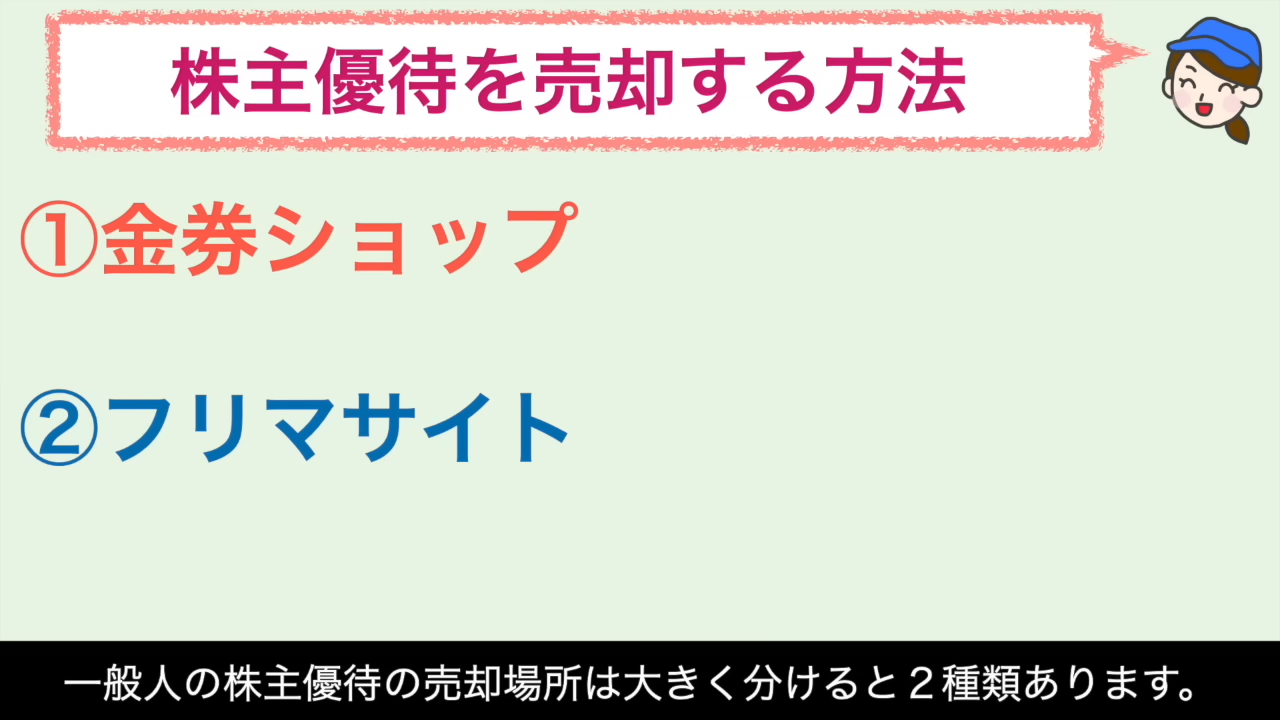 株主優待を売却する方法
①金券ショップ
②フリマサイト
一般人の株主優待の売却場所は大きく分けると２種類あります。